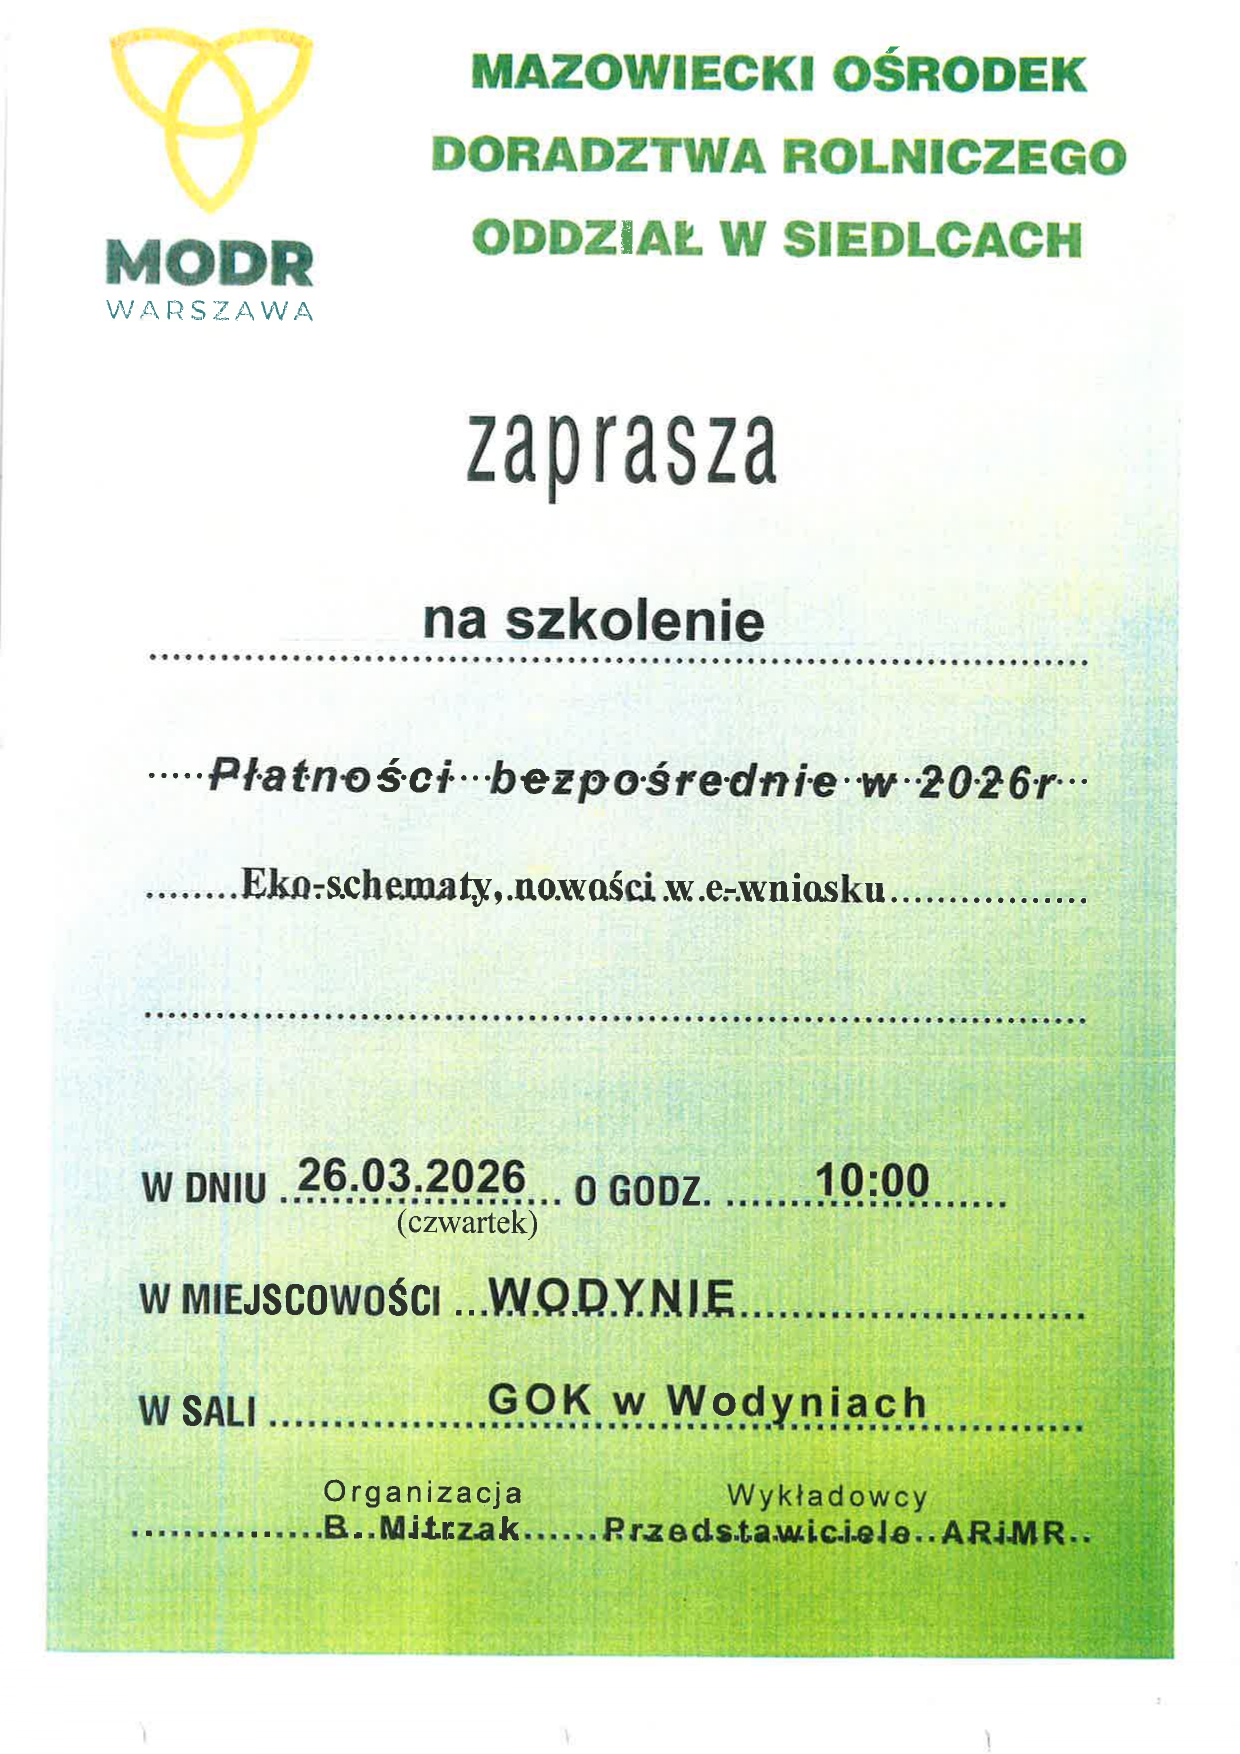 MODR
WARSZAWA
MAZOWIECKI OŚRODEK
DORADZTWA ROLNICZEGO
ODDZIAŁ W SIEDLCACH
zaprasza
na szkolenie
Płatności bezpośrednie w 2026r
Eko-schematy, nowości w e-wniosku
W DNIU 26.03.2026 O GODZ. 10:00
(czwartek)
W MIEJSCOWOŚCI WODYNIE
W SALI GOK w Wodyniach
Organizacja Wykładowcy
B. Mitrzak Przedstawiciele ARiMR